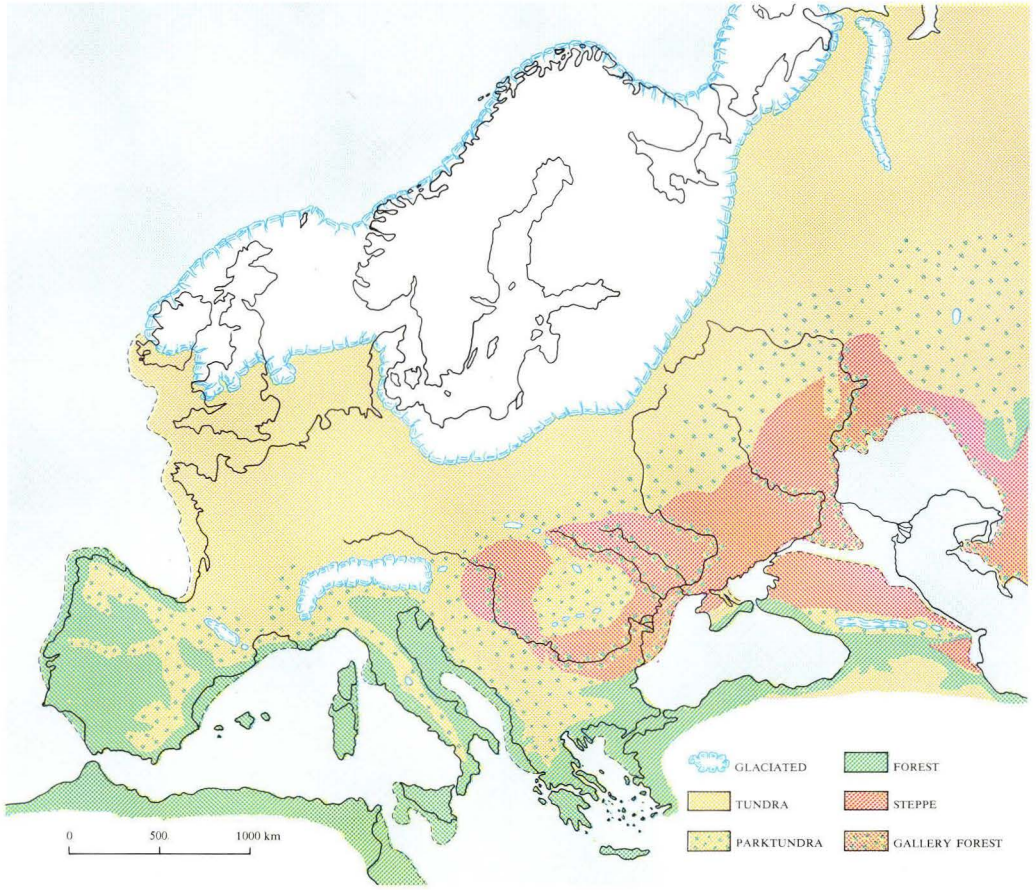 GLACIATED
TUNDRA
PARKTUNDRA
FOREST
STEPPE
GALLERY FOREST
0 500. 1000 km